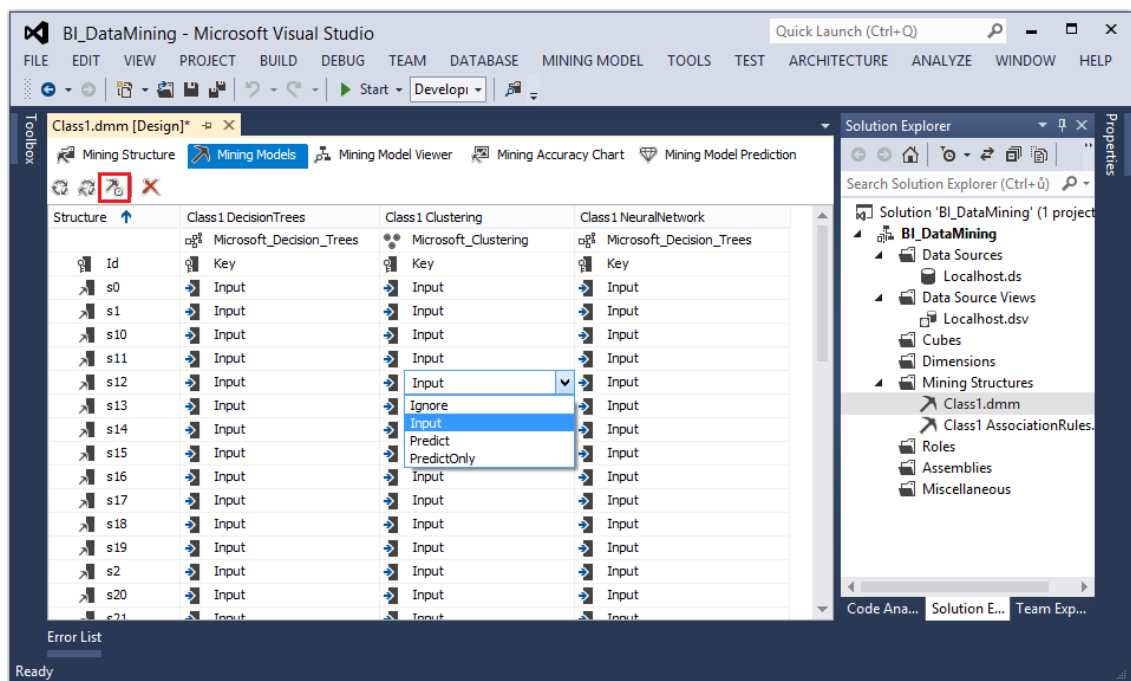 BI_DataMining - Microsoft Visual Studio
Quick Launch (Ctrl+Q)
FILE EDIT VIEW PROJECT BUILD DEBUG TEAM DATABASE MINING MODEL TOOLS TEST ARCHITECTURE ANALYZE WINDOW HELP
Start Develop
Toolbox
Class1.dmm [Design]*
Mining Structure Mining Models Mining Model Viewer Mining Accuracy Chart Mining Model Prediction
Structure Class1 DecisionTrees Class1 Clustering Class1 NeuralNetwork
Microsoft_Decision_Trees Microsoft_Clustering Microsoft_Decision_Trees
Id Key Key Key
s0 Input Input Input
s1 Input Input Input
s10 Input Input Input
s11 Input Input Input
s12 Input Input Input
s13 Input Ignore Input
s14 Input Input Input
Predict
s15 Input PredictOnly Input
s16 Input Input Input
s17 Input Input Input
s18 Input Input Input
s19 Input Input Input
s2 Input Input Input
s20 Input Input Input
s21 Input Input Input
Solution Explorer
Search Solution Explorer (Ctrl+ů)
Solution 'BI_DataMining' (1 project
BI_DataMining
Data Sources
Localhost.ds
Data Source Views
Localhost.dsv
Cubes
Dimensions
Mining Structures
Class1.dmm
Class1 AssociationRules.
Roles
Assemblies
Miscellaneous
Code Ana... Solution E... Team Exp...
Properties
Error List
Ready